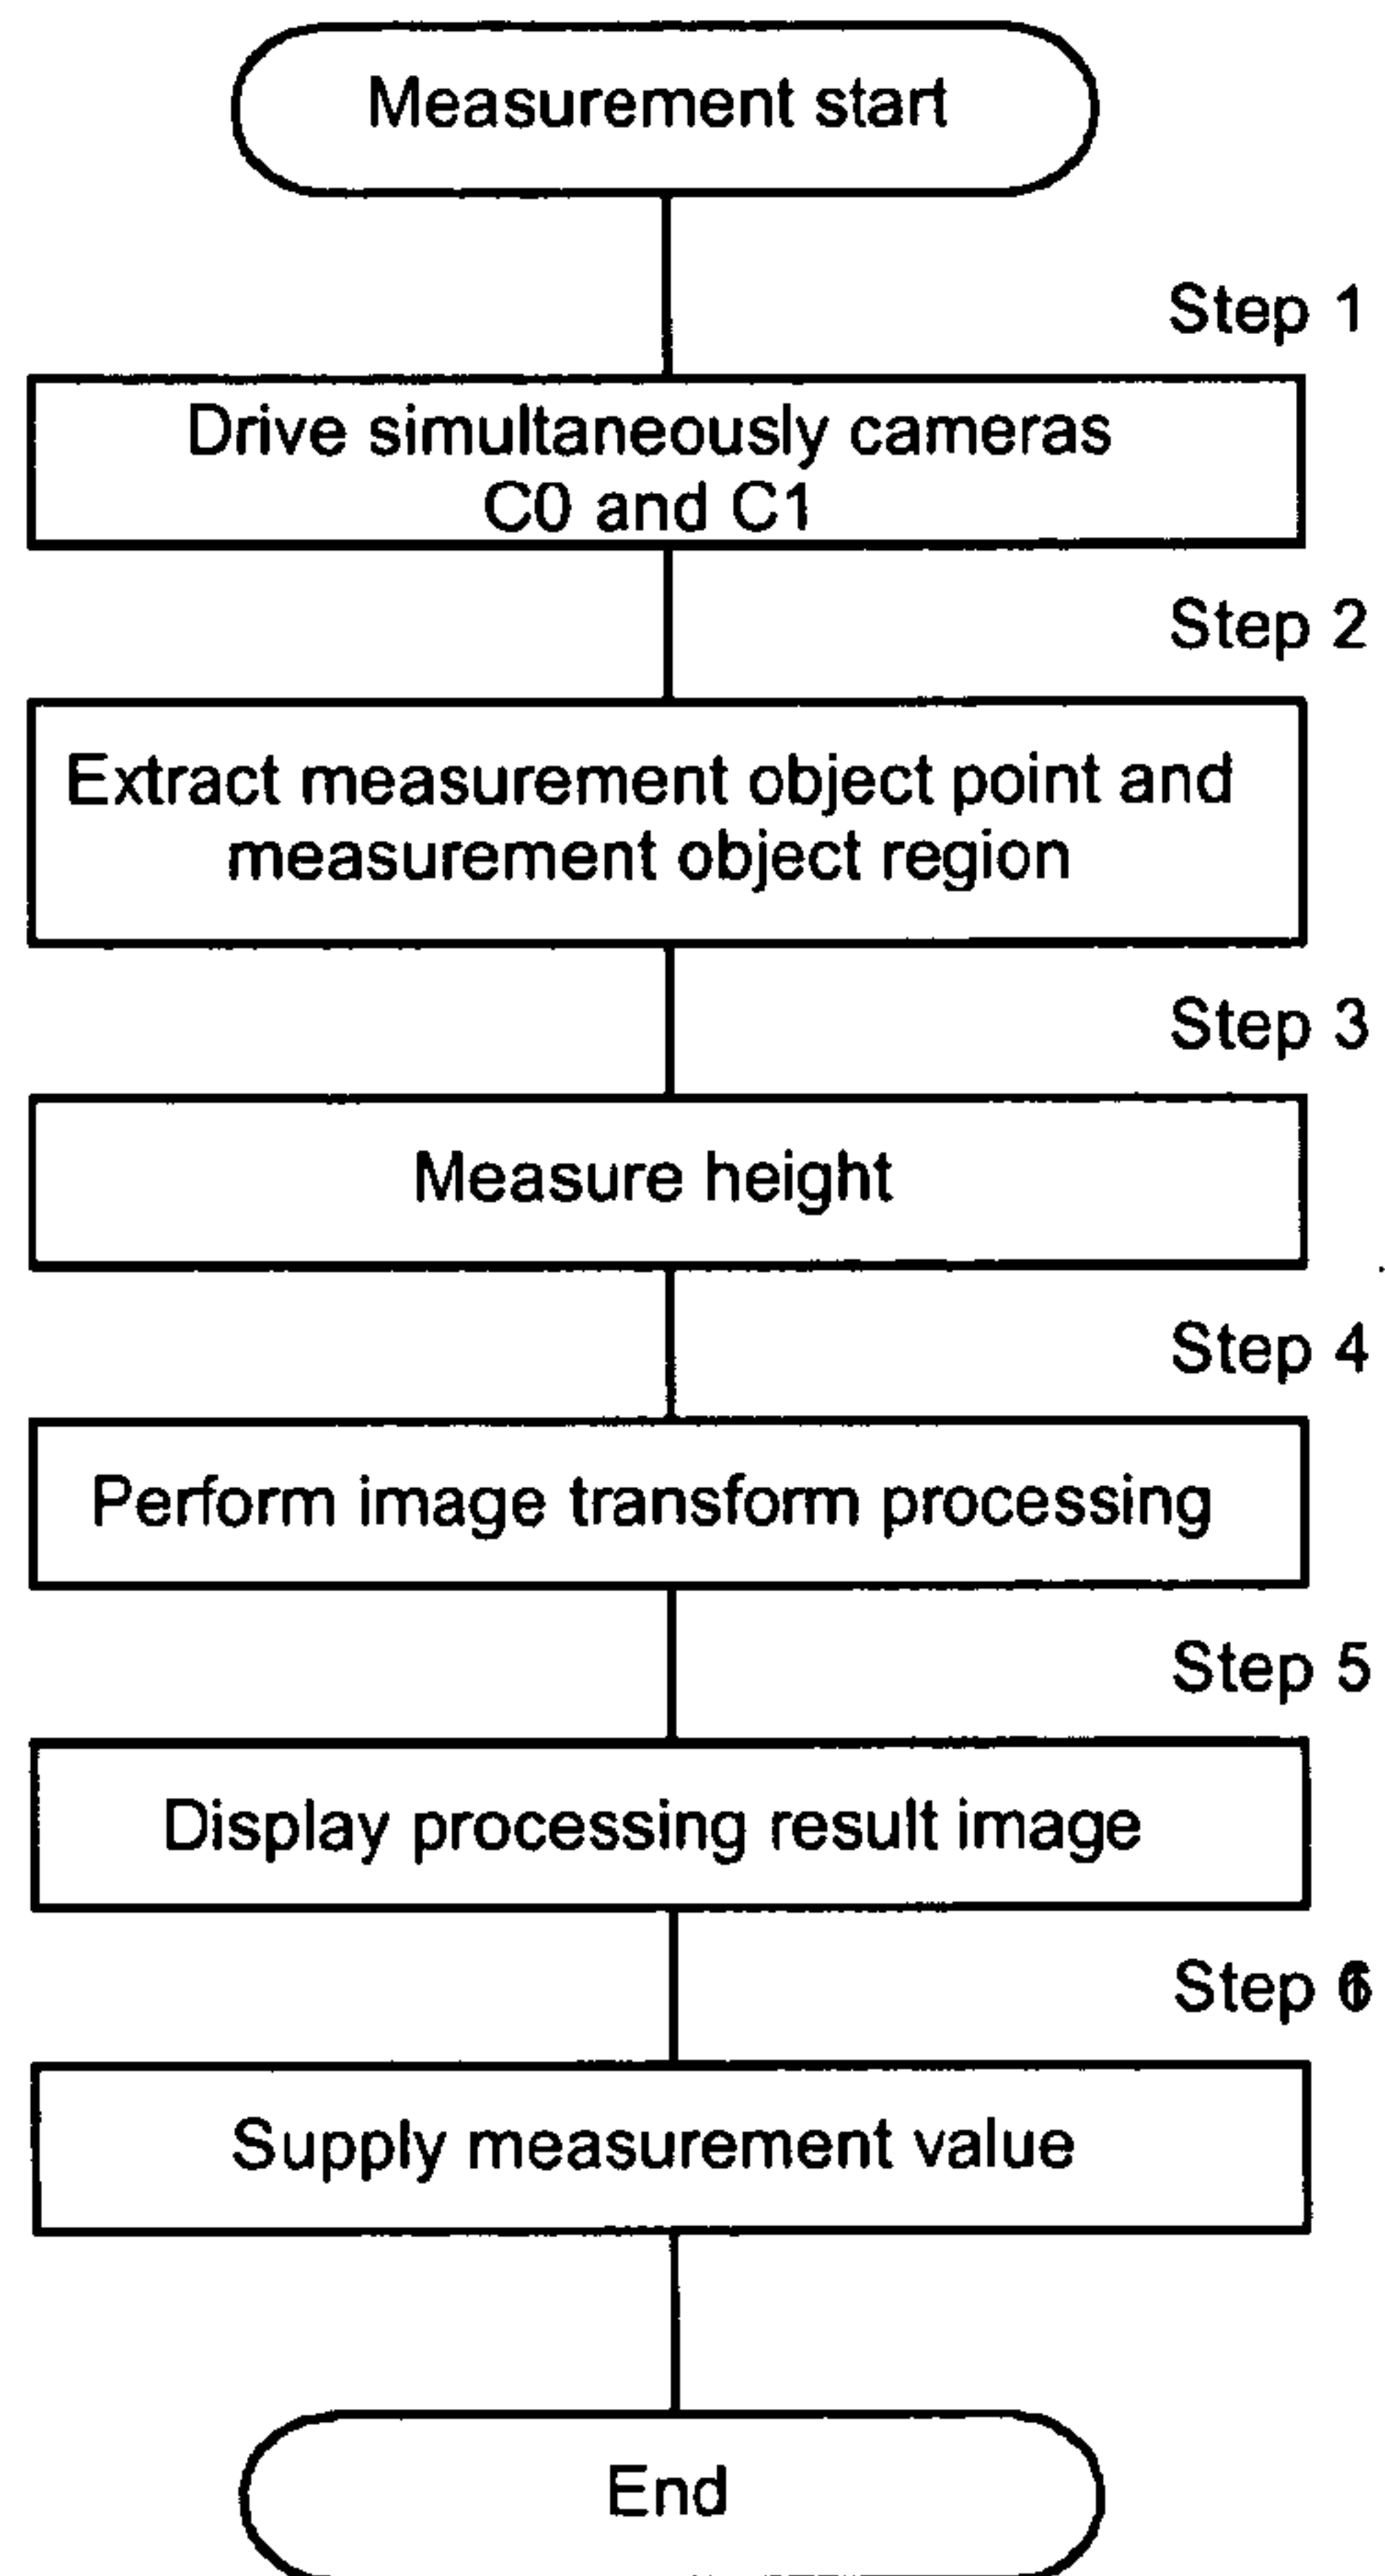 Measurement start
Step 1
Drive simultaneously cameras
C0 and C1
Step 2
Extract measurement object point and
measurement object region
Step 3
Measure height
Step 4
Perform image transform processing
Step 5
Display processing result image
Step
Supply measurement value
End